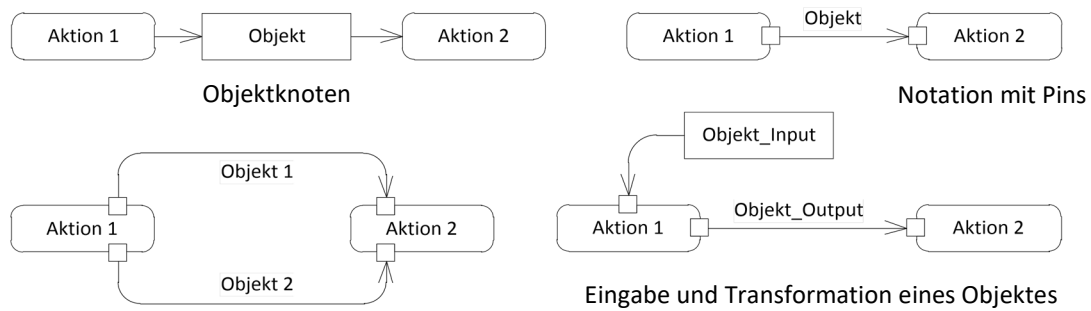 Aktion 1
Objekt
Aktion 2
Objektknoten
Aktion 1
Objekt
Aktion 2
Notation mit Pins
Objekt 1
Aktion 1
Aktion 2
Objekt 2
Objekt_Input
Aktion 1
Objekt_Output
Aktion 2
Eingabe und Transformation eines Objektes